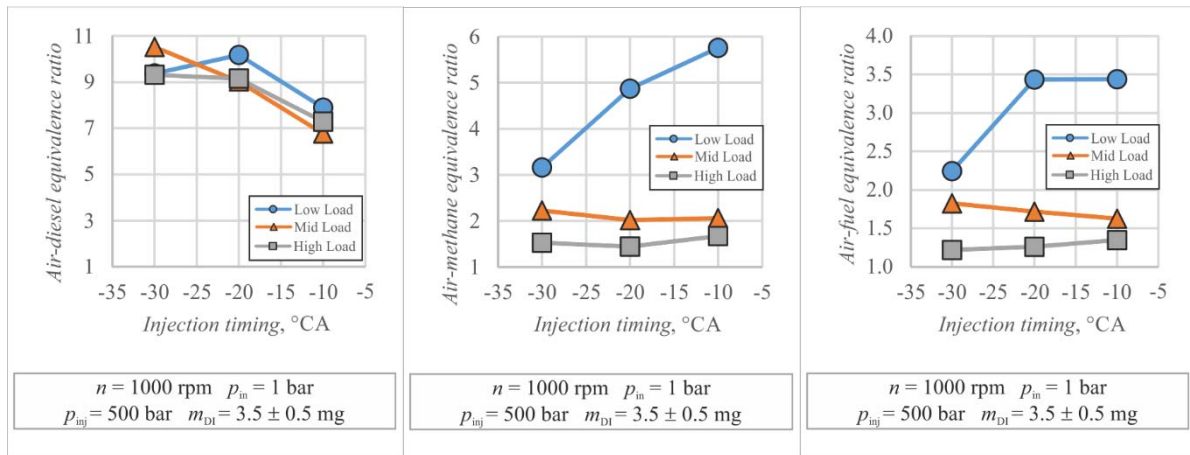 Air-diesel equivalence ratio
11
9
7
5
3
1
Low Load
Mid Load
High Load
-35 -30 -25 -20 -15 -10 -5
Injection timing, °CA
n = 1000 rpm p_in = 1 bar
p_inj = 500 bar m_DI = 3.5 ± 0.5 mg
Air-methane equivalence ratio
6
5
4
3
2
1
Low Load
Mid Load
High Load
-35 -30 -25 -20 -15 -10 -5
Injection timing, °CA
n = 1000 rpm p_in = 1 bar
p_inj = 500 bar m_DI = 3.5 ± 0.5 mg
Air-fuel equivalence ratio
4.0
3.5
3.0
2.5
2.0
1.5
1.0
Low Load
Mid Load
High Load
-35 -30 -25 -20 -15 -10 -5
Injection timing, °CA
n = 1000 rpm p_in = 1 bar
p_inj = 500 bar m_DI = 3.5 ± 0.5 mg